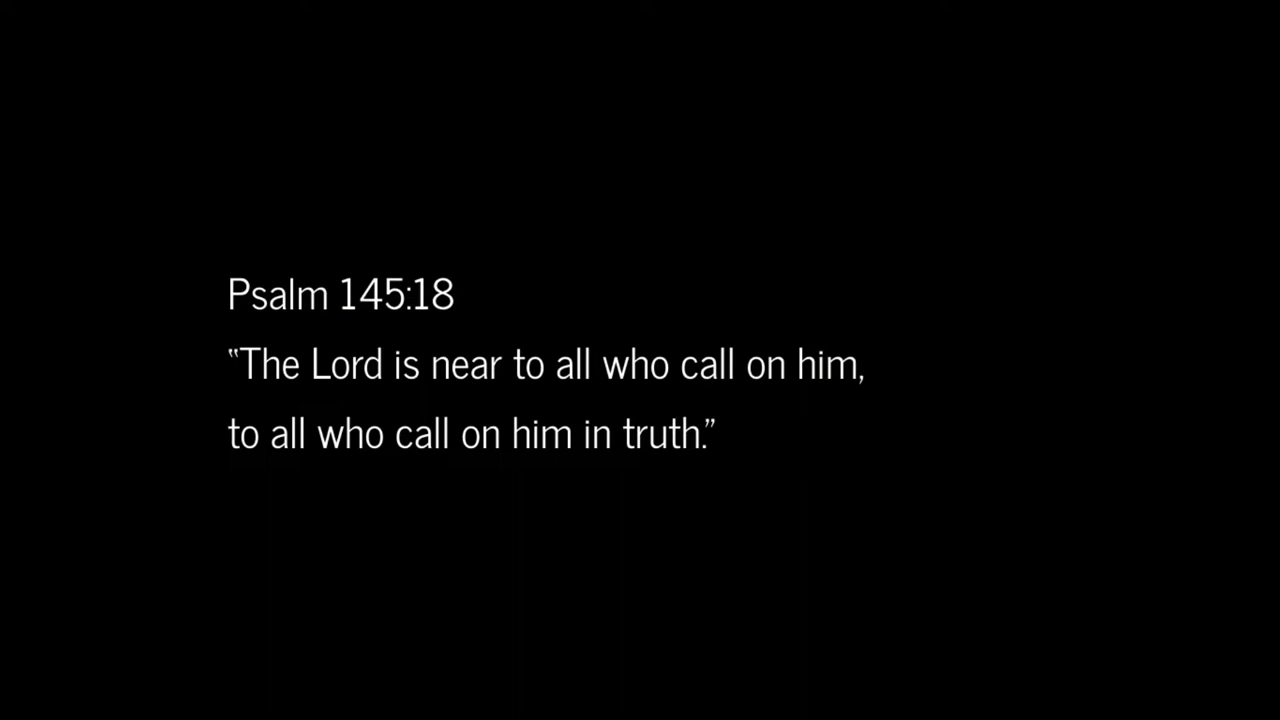 Psalm 145:18
“The Lord is near to all who call on him,
to all who call on him in truth.”